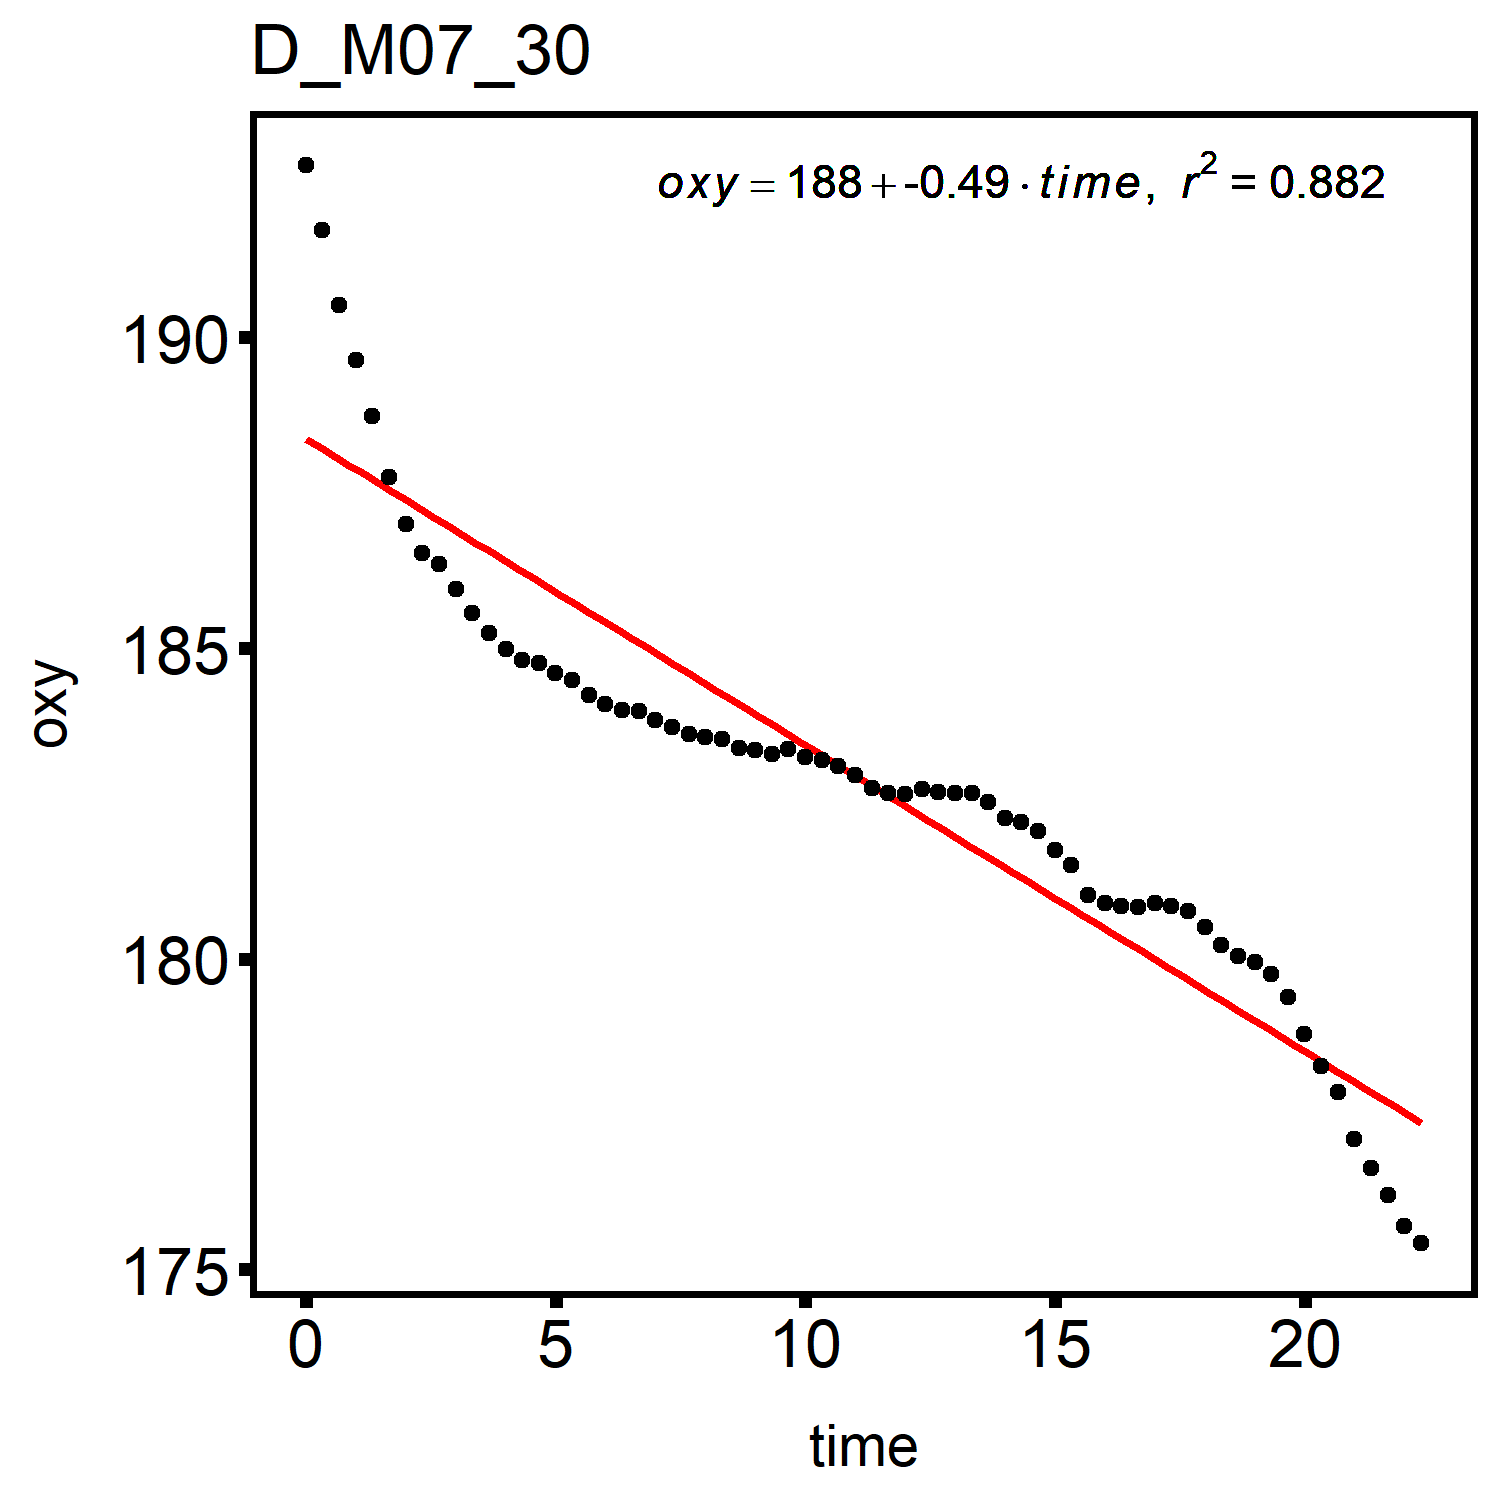 D_M07_30
oxy = 188 + -0.49 · time, r² = 0.882
190
185
180
175
oxy
0 5 10 15 20
time